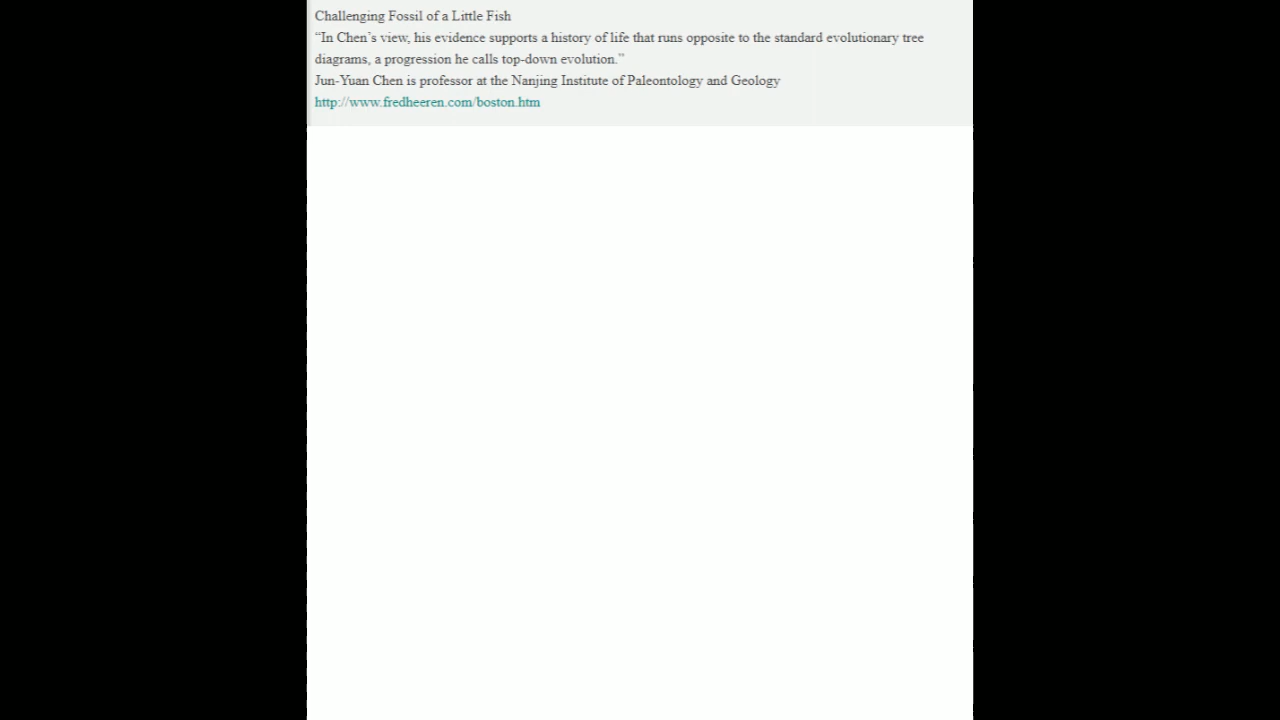 Challenging Fossil of a Little Fish
“In Chen’s view, his evidence supports a history of life that runs opposite to the standard evolutionary tree
diagrams, a progression he calls top-down evolution.”
Jun-Yuan Chen is professor at the Nanjing Institute of Paleontology and Geology
http://www.fredheeren.com/boston.htm